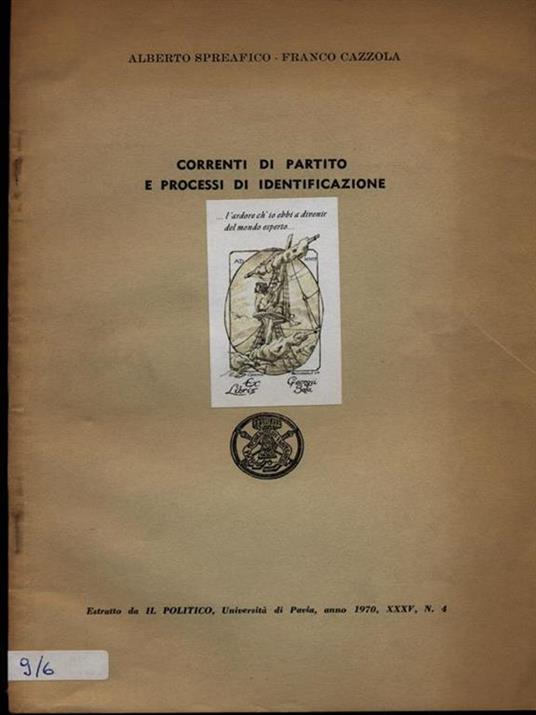 ALBERTO SPREAFICO - FRANCO CAZZOLA
CORRENTI DI PARTITO
E PROCESSI DI IDENTIFICAZIONE
... l'ardore ch' io ebbi a divenir
del mondo esperto...
Ex
Libris
Estratto da IL POLITICO, Università di Pavia, anno 1970, XXXV, N. 4
9/6